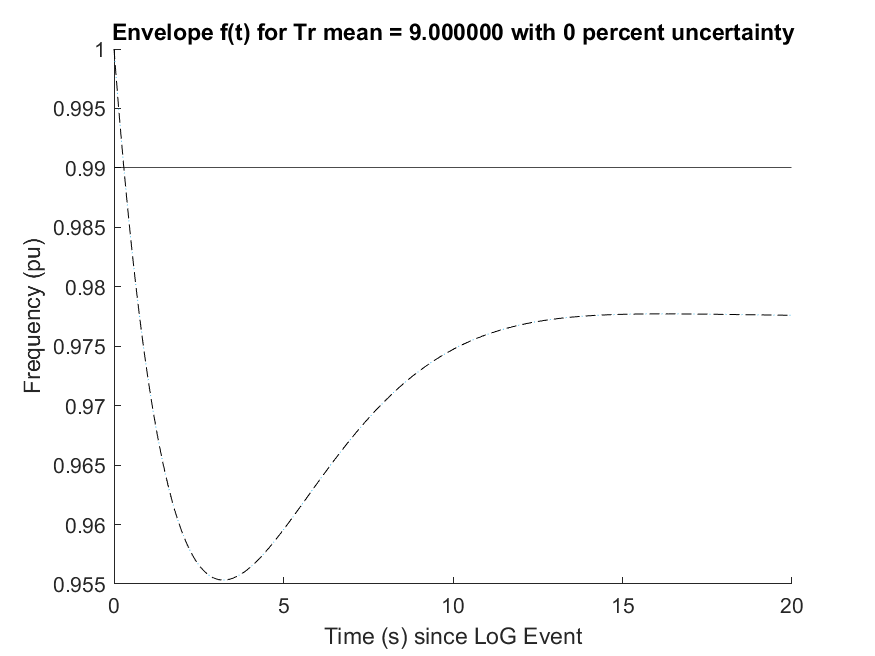 Envelope f(t) for Tr mean = 9.000000 with 0 percent uncertainty
1
0.995
0.99
0.985
0.98
0.975
0.97
0.965
0.96
0.955
Frequency (pu)
0 5 10 15 20
Time (s) since LoG Event